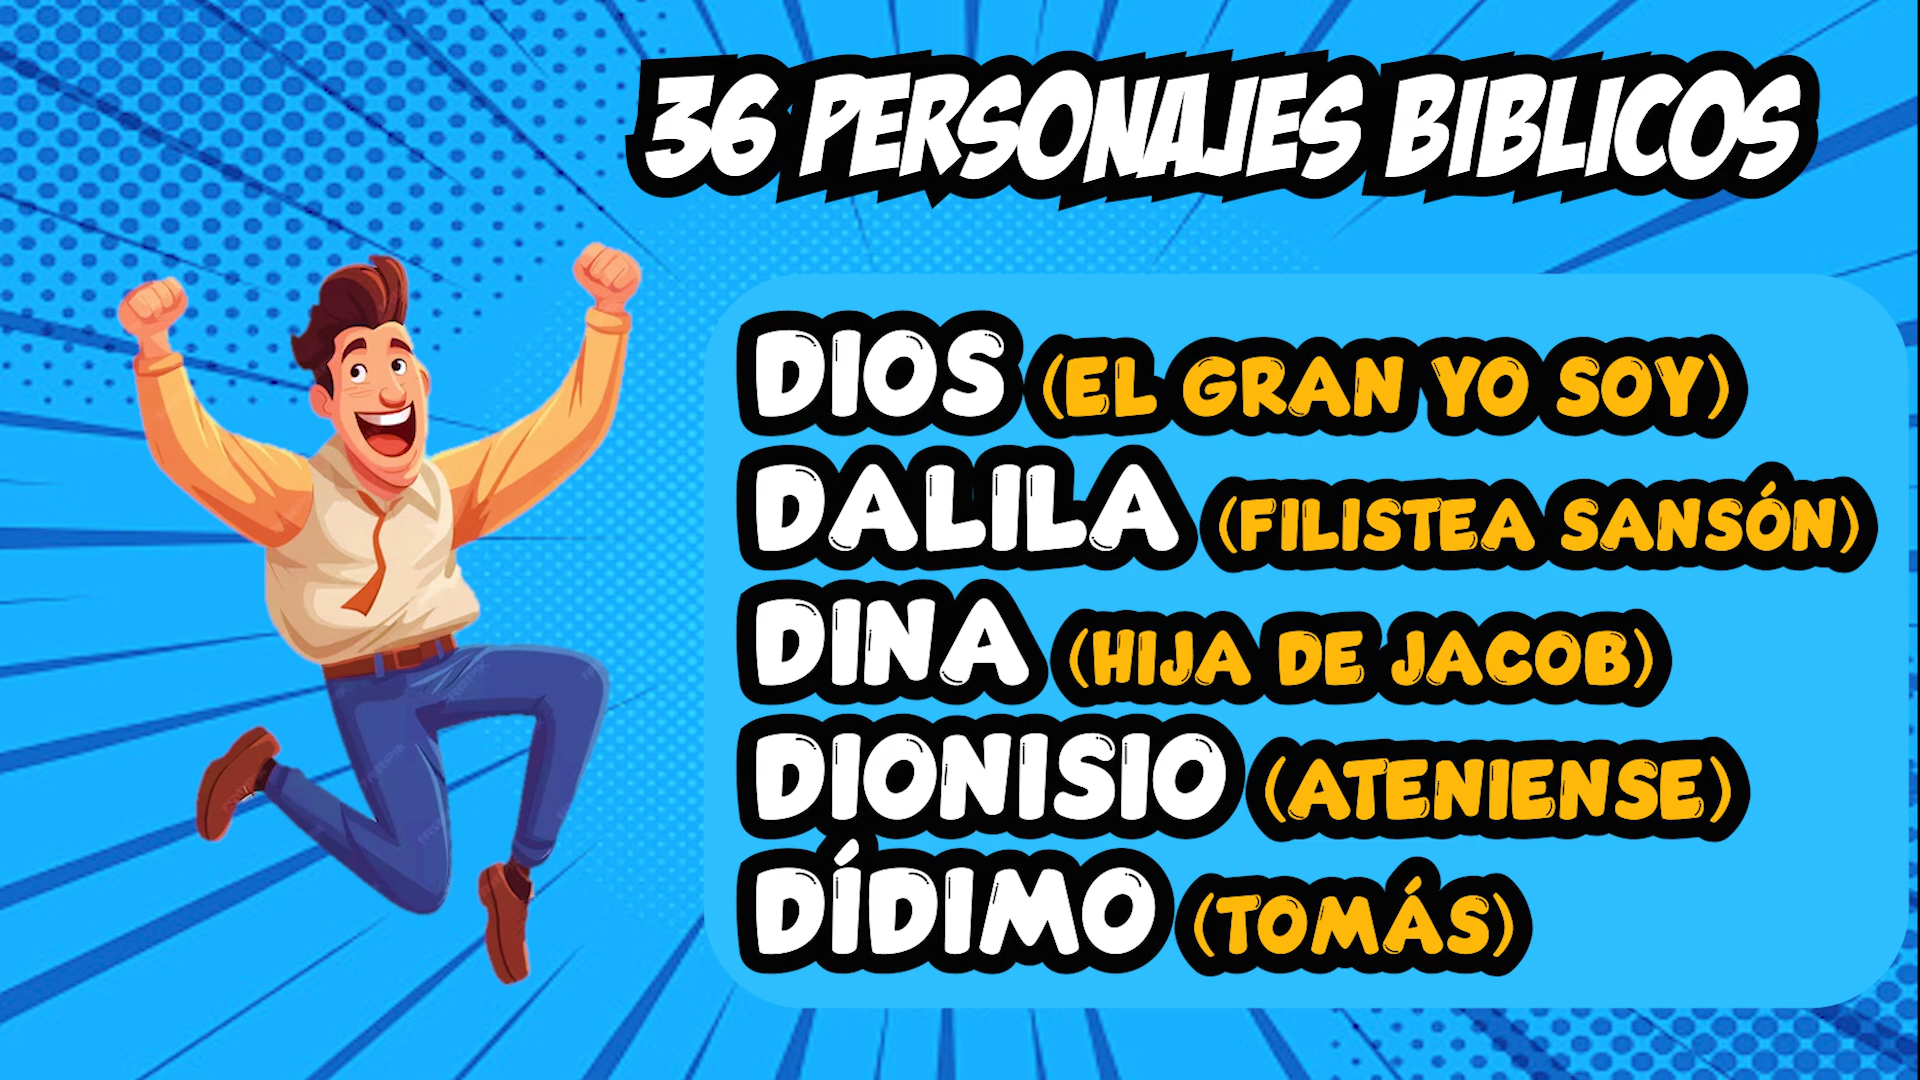 36 PERSONAJES BIBLICOS
DIOS (EL GRAN YO SOY)
DALILA (FILISTEA SANSÓN)
DINA (HIJA DE JACOB)
DIONISIO (ATENIENSE)
DÍDIMO (TOMÁS)